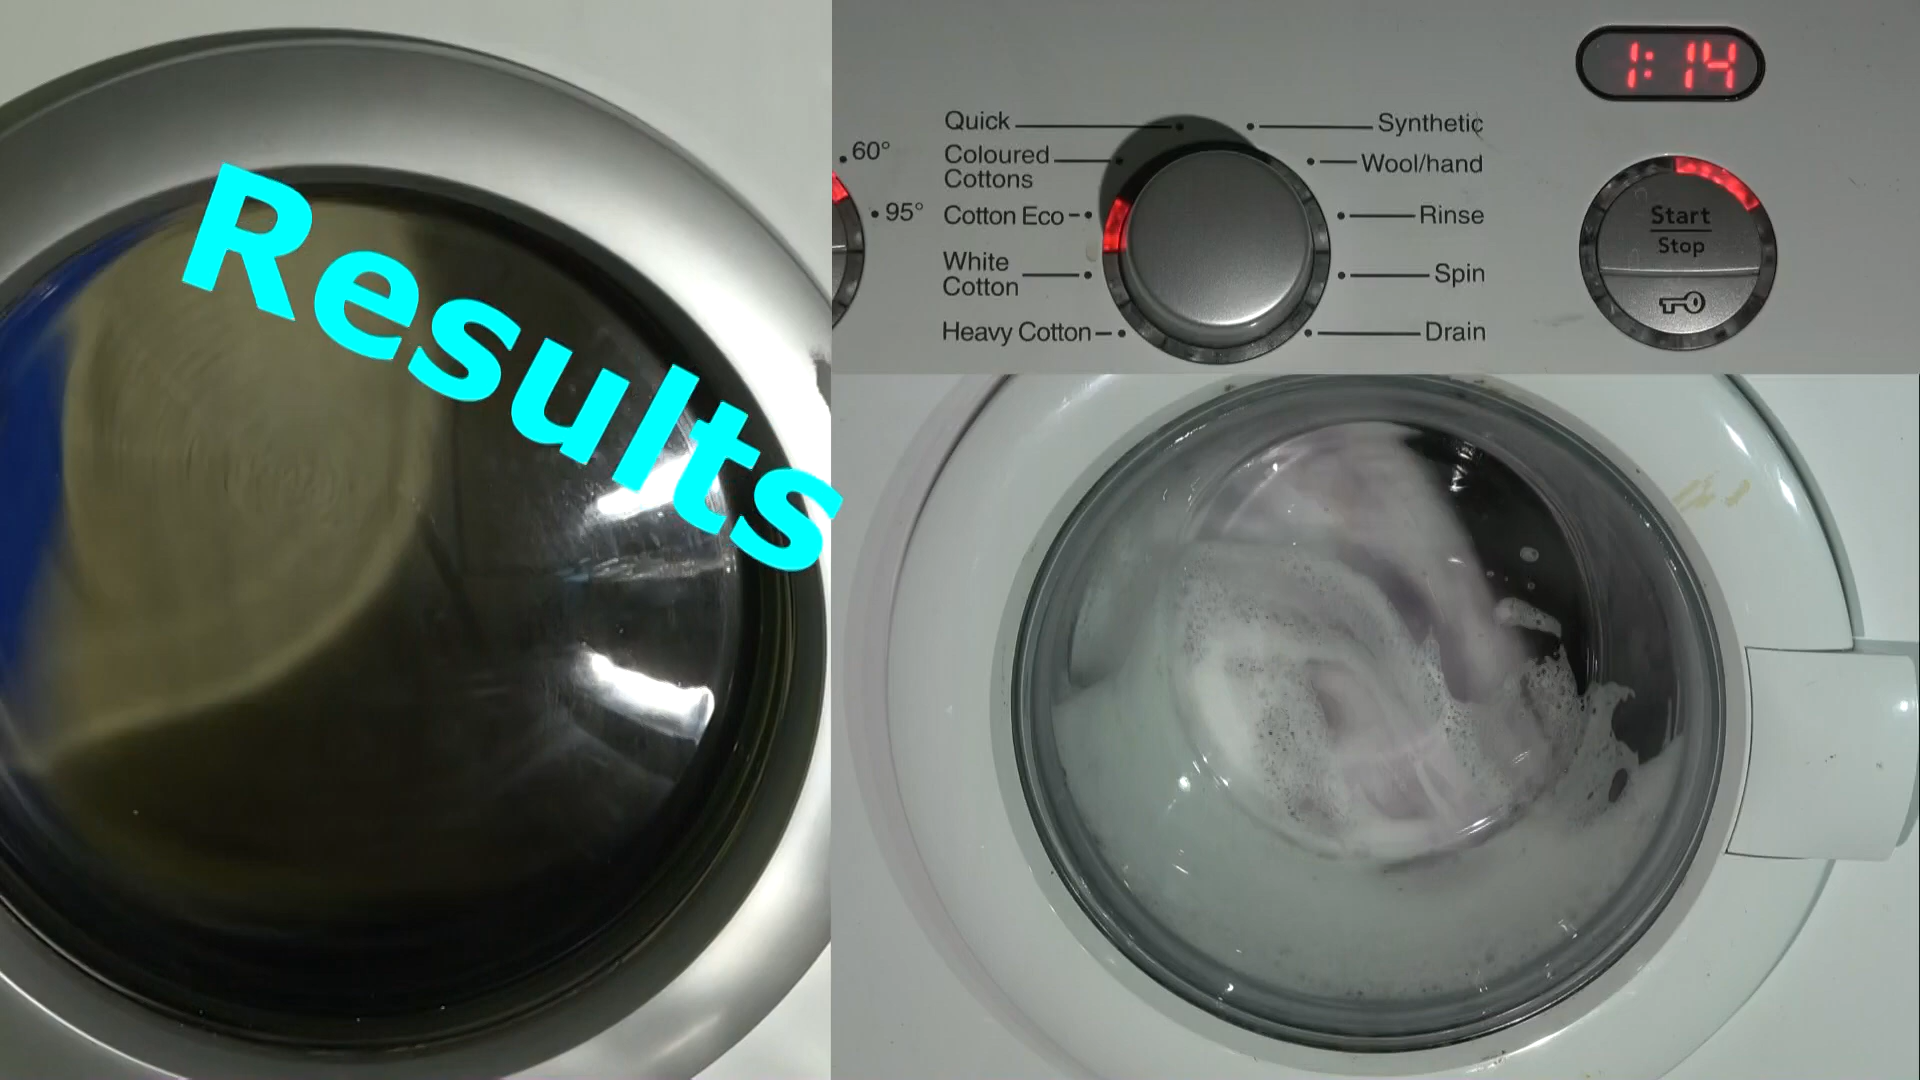 Results
1:14
60°
95°
Quick
Coloured
Cottons
Cotton Eco
White
Cotton
Heavy Cotton
Synthetic
Wool/hand
Rinse
Spin
Drain
Start
Stop